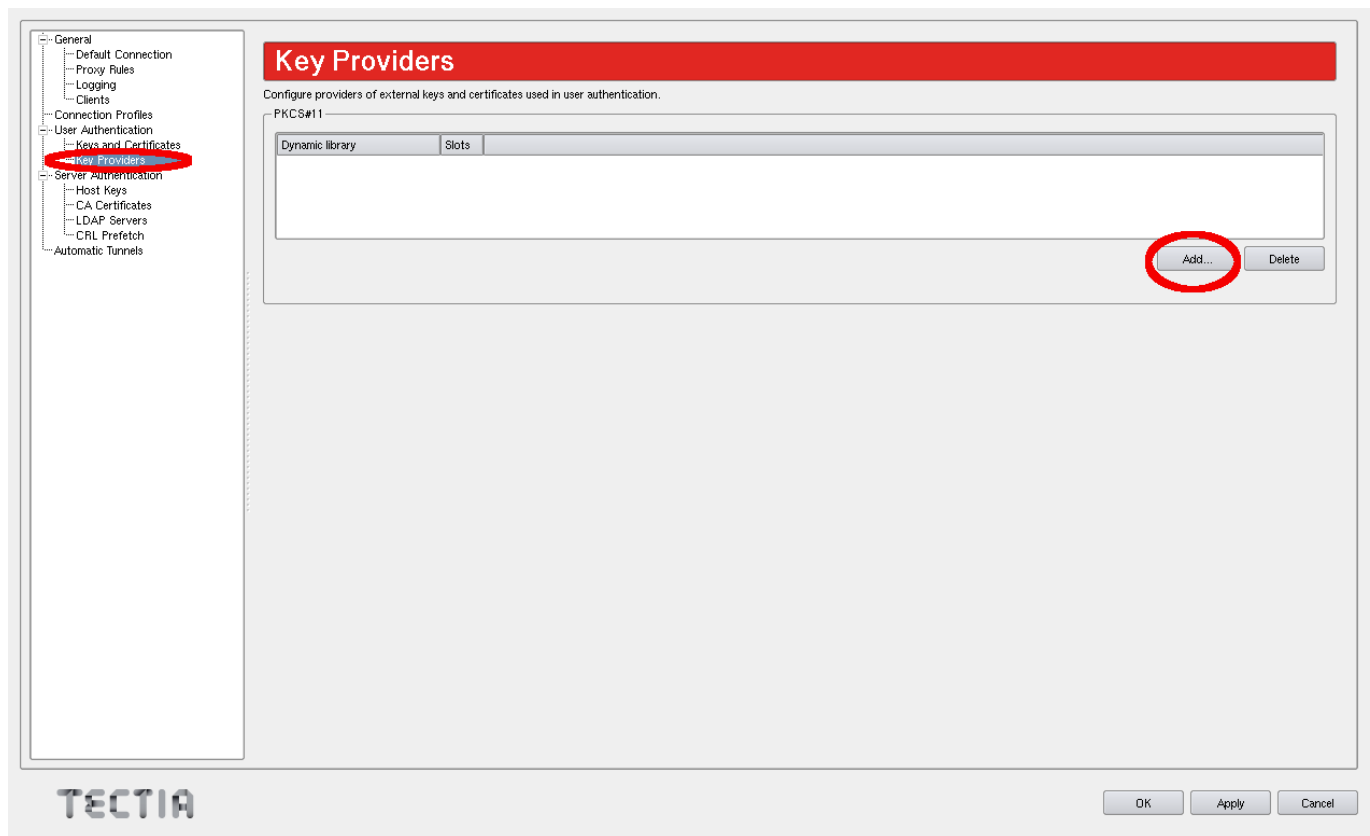 General
Default Connection
Proxy Rules
Logging
Clients
Connection Profiles
User Authentication
Keys and Certificates
Key Providers
Server Authentication
Host Keys
CA Certificates
LDAP Servers
CRL Prefetch
Automatic Tunnels
Key Providers
Configure providers of external keys and certificates used in user authentication.
PKCS#11
Dynamic library Slots
Add... Delete
TECTIA
OK Apply Cancel